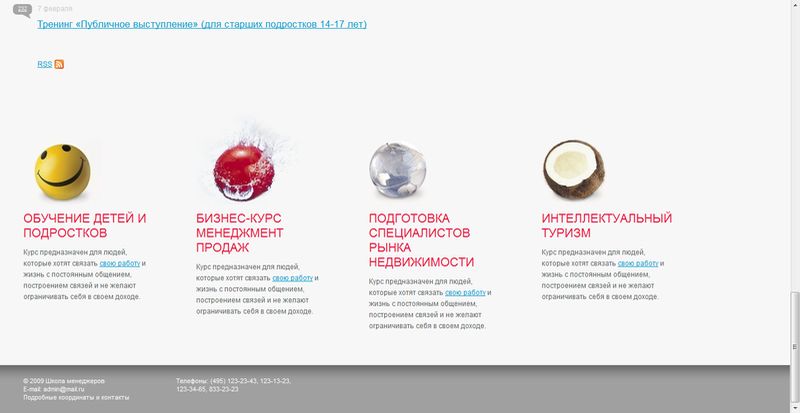 7 февраля
Тренинг «Публичное выступление» (для старших подростков 14-17 лет)
RSS
ОБУЧЕНИЕ ДЕТЕЙ И
ПОДРОСТКОВ
Курс предназначен для людей,
которые хотят связать свою работу и
жизнь с постоянным общением,
построением связей и не желают
ограничивать себя в своем доходе.
БИЗНЕС-КУРС
МЕНЕДЖМЕНТ
ПРОДАЖ
Курс предназначен для людей,
которые хотят связать свою работу и
жизнь с постоянным общением,
построением связей и не желают
ограничивать себя в своем доходе.
ПОДГОТОВКА
СПЕЦИАЛИСТОВ
РЫНКА
НЕДВИЖИМОСТИ
Курс предназначен для людей,
которые хотят связать свою работу и
жизнь с постоянным общением,
построением связей и не желают
ограничивать себя в своем доходе.
ИНТЕЛЛЕКТУАЛЬНЫЙ
ТУРИЗМ
Курс предназначен для людей,
которые хотят связать свою работу и
жизнь с постоянным общением,
построением связей и не желают
ограничивать себя в своем доходе.
© 2009 Школа менеджеров
E-mail: admin@mail.ru
Подробные координаты и контакты
Телефоны: (495) 123-23-43, 123-13-23,
123-34-65, 833-23-23